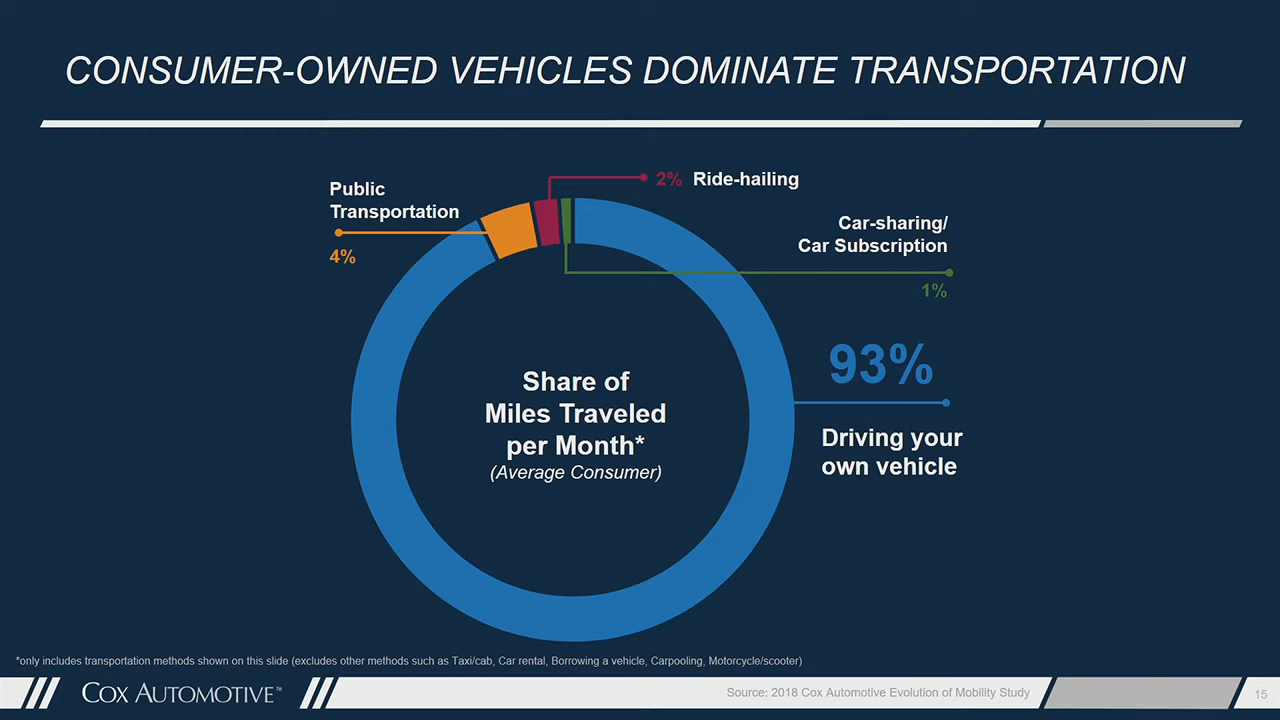 CONSUMER-OWNED VEHICLES DOMINATE TRANSPORTATION
2% Ride-hailing
Public
Transportation
4%
Car-sharing/
Car Subscription
1%
93%
Driving your
own vehicle
Share of
Miles Traveled
per Month*
(Average Consumer)
*only includes transportation methods shown on this slide (excludes other methods such as Taxi/cab, Car rental, Borrowing a vehicle, Carpooling, Motorcycle/scooter)
COX AUTOMOTIVE™
Source: 2018 Cox Automotive Evolution of Mobility Study
15